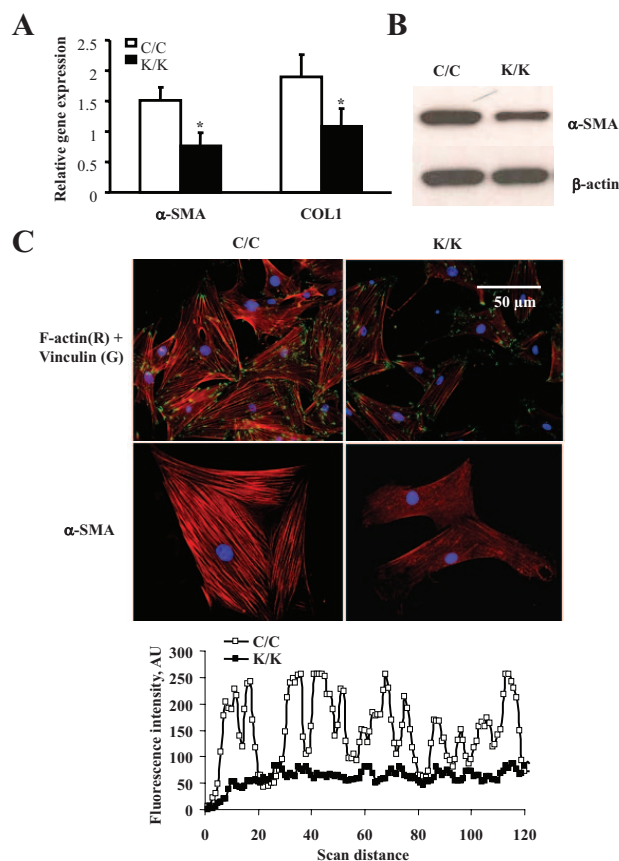 A
C/C
K/K
Relative gene expression
2.5
2
1.5
1
0.5
0
*
*
α-SMA
COL1
B
C/C
K/K
α-SMA
β-actin
C
C/C
K/K
50 µm
F-actin(R) +
Vinculin (G)
α-SMA
C/C
K/K
Fluorescence intensity, AU
300
250
200
150
100
50
0
0
20
40
60
80
100
120
Scan distance